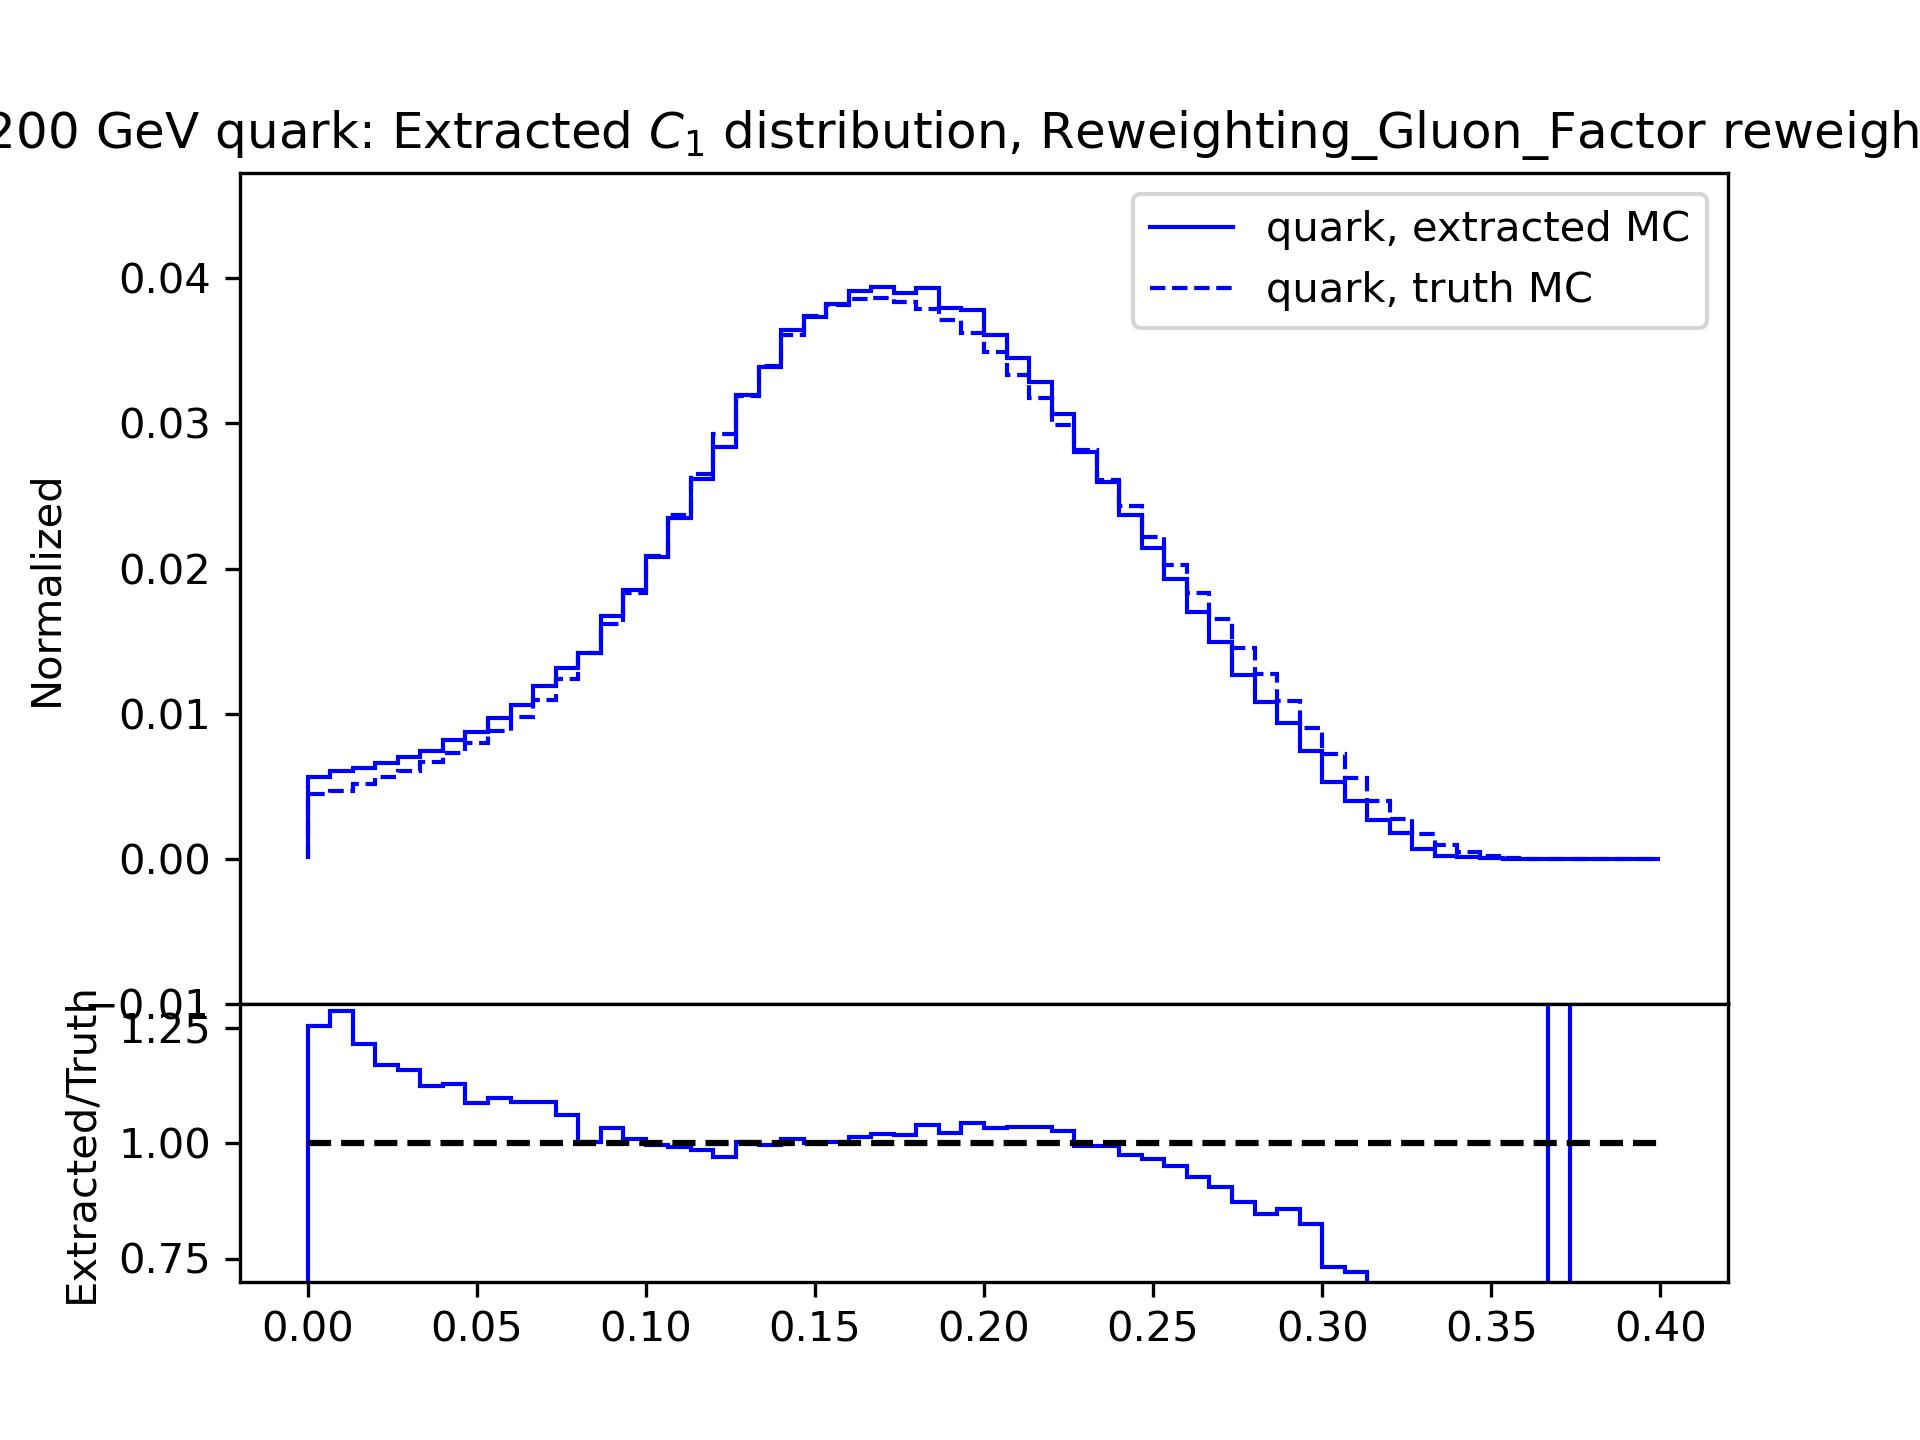 200 GeV quark: Extracted C1 distribution, Reweighting_Gluon_Factor reweigh
quark, extracted MC
quark, truth MC
Normalized
0.04
0.03
0.02
0.01
0.00
−0.01
Extracted/Truth
1.25
1.00
0.75
0.00 0.05 0.10 0.15 0.20 0.25 0.30 0.35 0.40